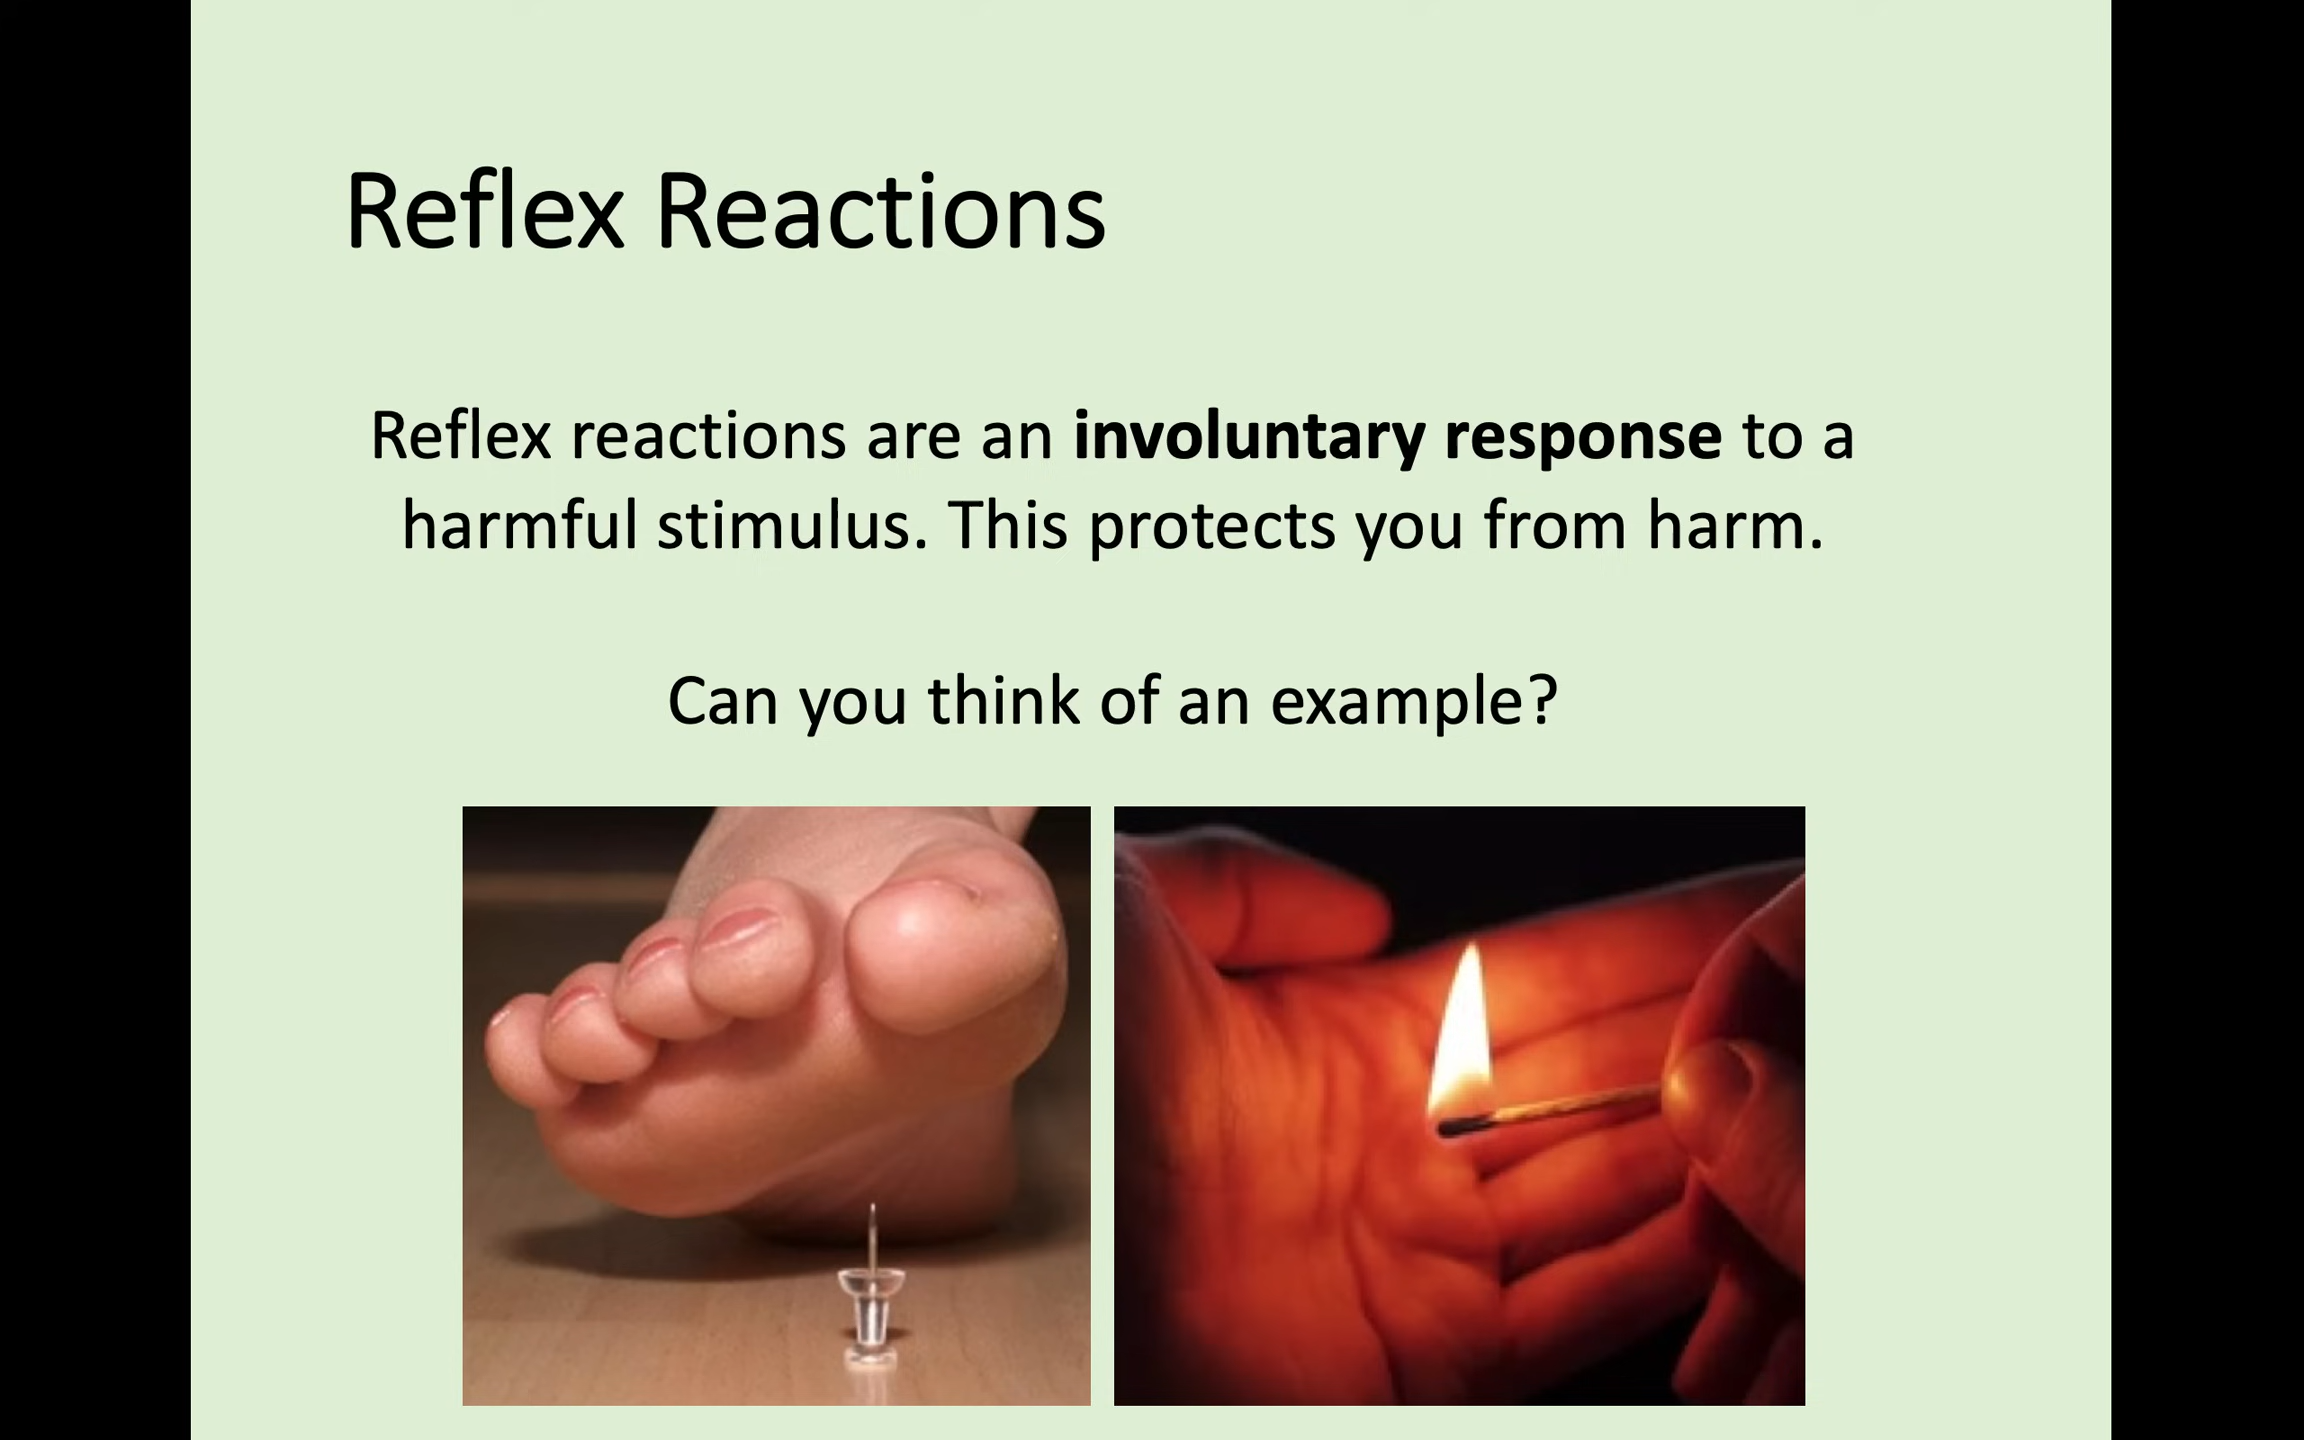 Reflex Reactions
Reflex reactions are an involuntary response to a
harmful stimulus. This protects you from harm.
Can you think of an example?